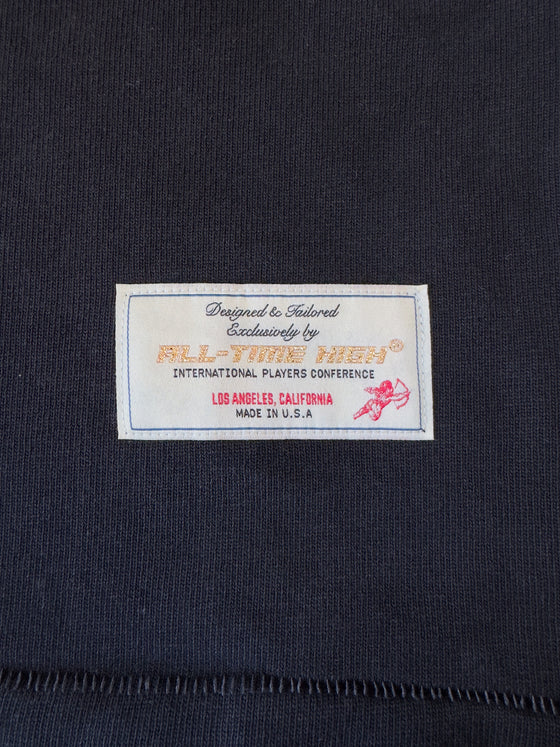 Designed & Tailored
Exclusively by
ALL-TIME HIGH®
INTERNATIONAL PLAYERS CONFERENCE
LOS ANGELES, CALIFORNIA
MADE IN U.S.A